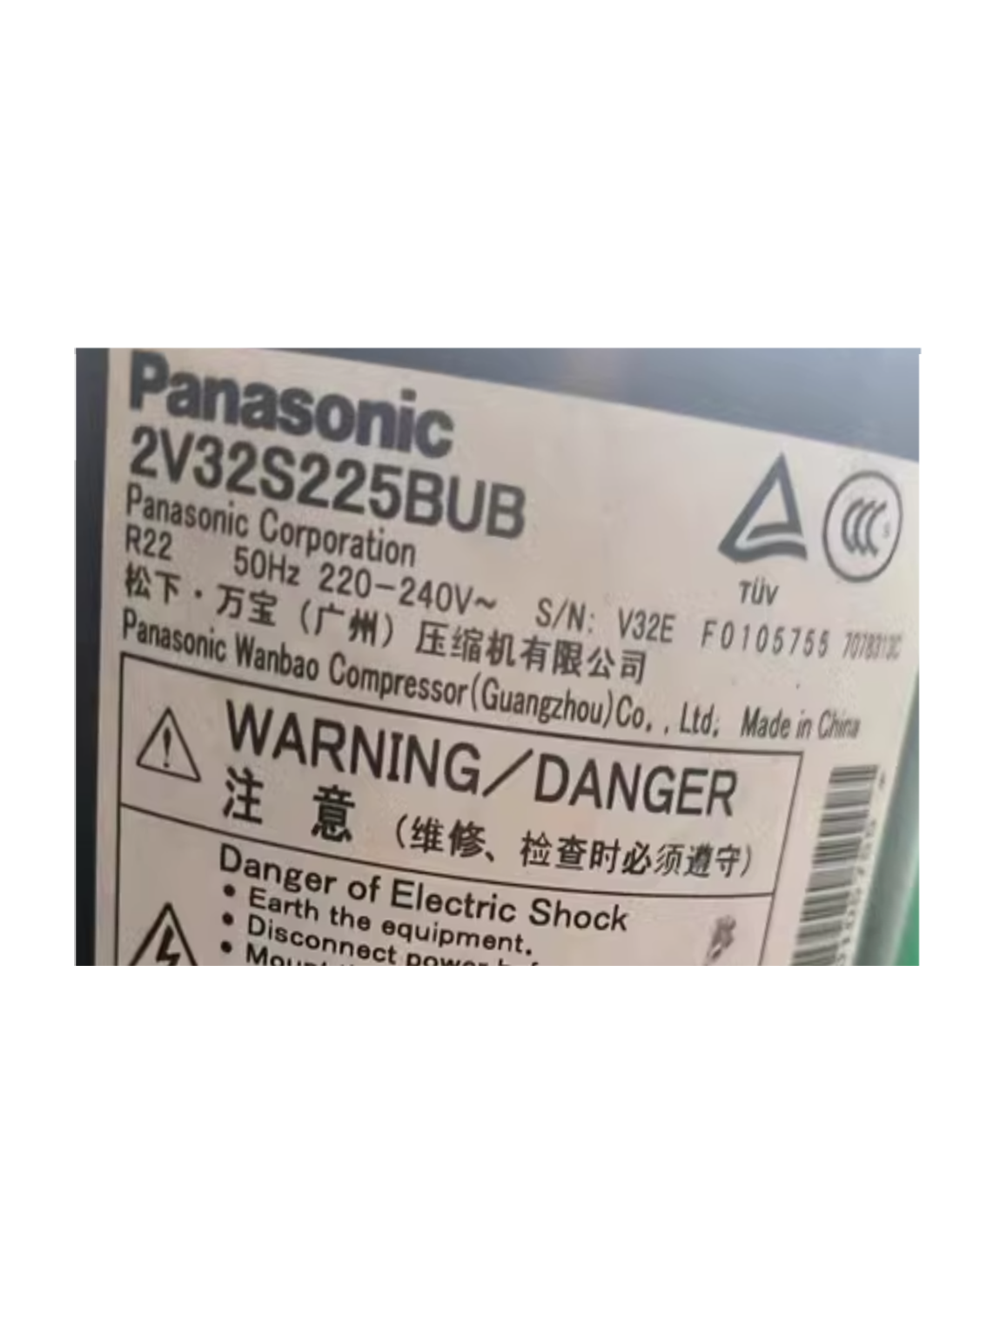 Panasonic
2V32S225BUB
Panasonic Corporation
R22 50Hz 220-240V~ S/N: V32E F0105755
TÜV
松下·万宝(广州)压缩机有限公司
Panasonic Wanbao Compressor(Guangzhou)Co., Ltd. Made in China
WARNING/DANGER
注 意 (维修、检查时必须遵守)
Danger of Electric Shock
• Earth the equipment.
• Disconnect power